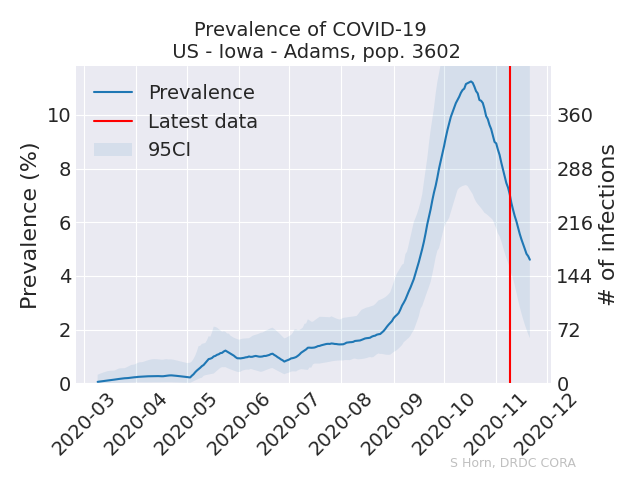 Prevalence of COVID-19
US - Iowa - Adams, pop. 3602
Prevalence
Latest data
95CI
Prevalence (%)
10
8
6
4
2
0
# of infections
360
288
216
144
72
0
2020-03
2020-04
2020-05
2020-06
2020-07
2020-08
2020-09
2020-10
2020-11
2020-12
S Horn, DRDC CORA